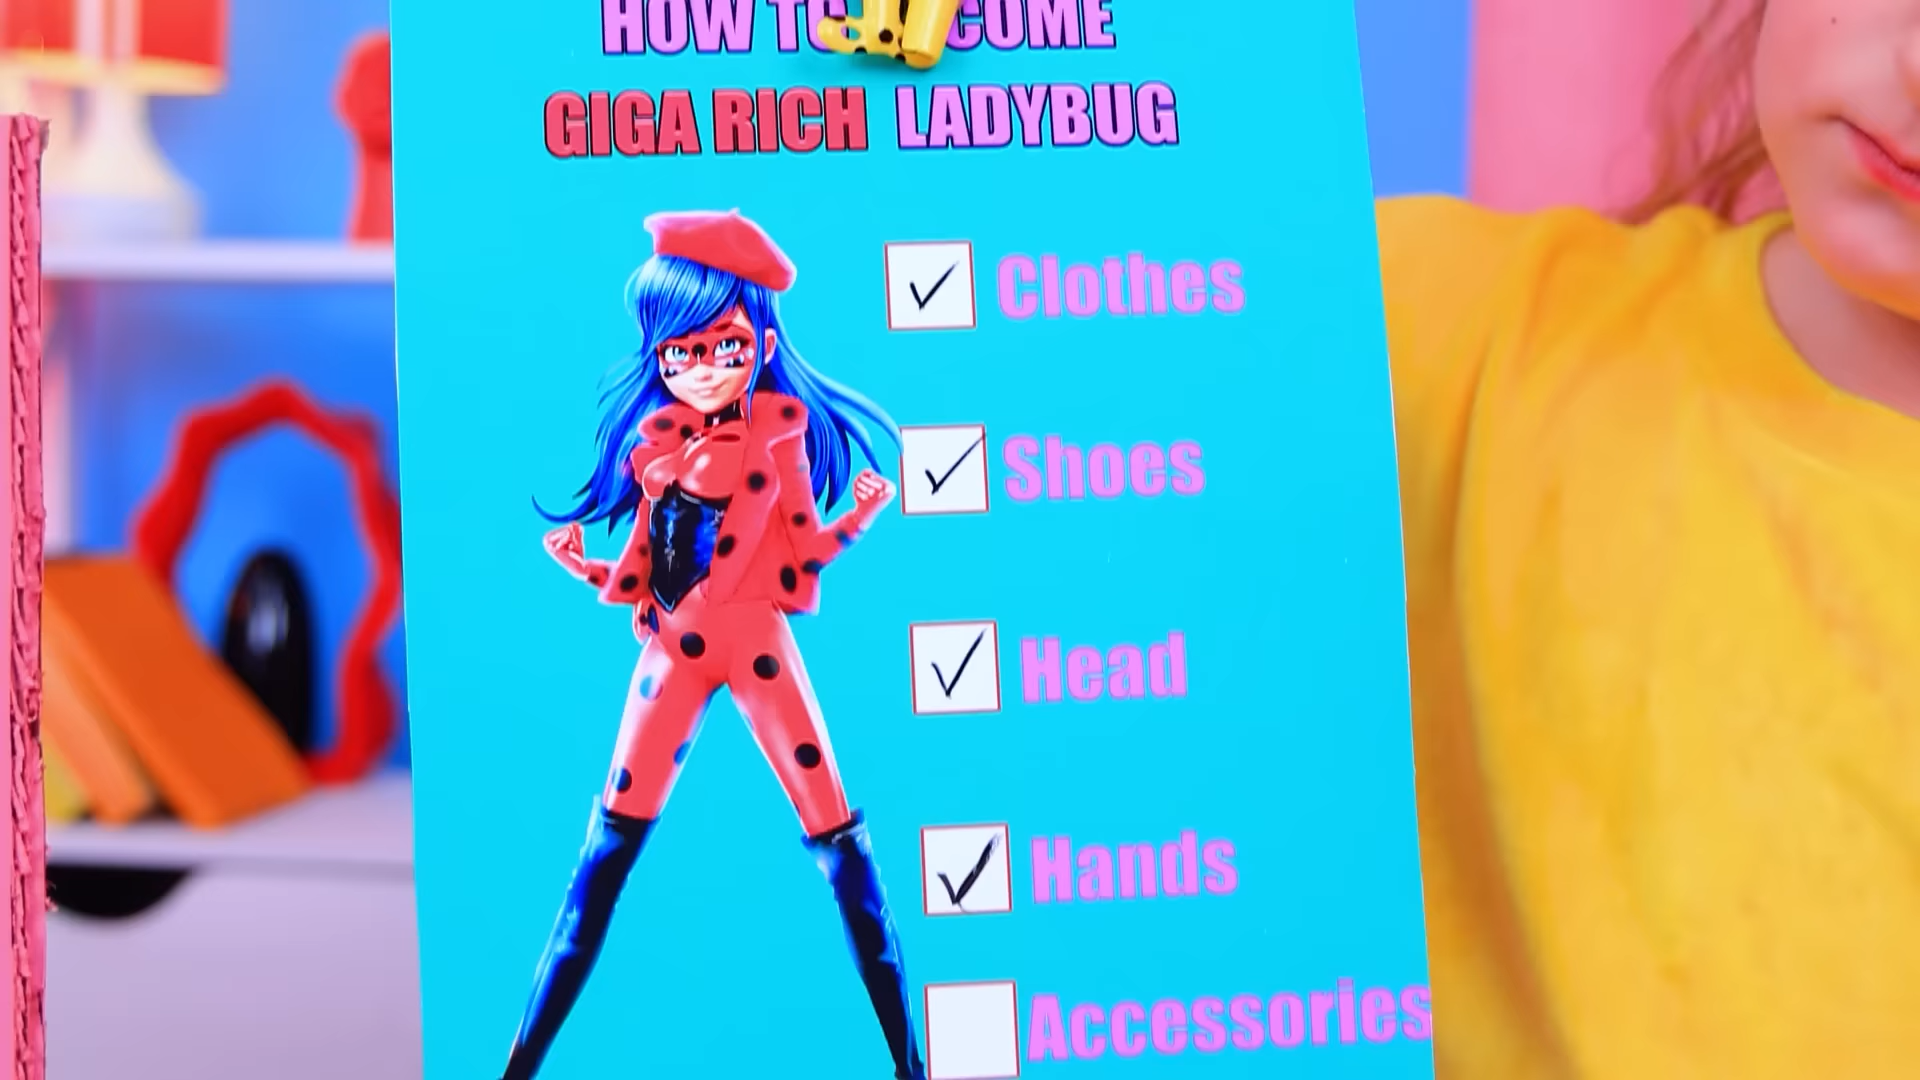 HOW TO COME
GIGA RICH LADYBUG
Clothes
Shoes
Head
Hands
Accessories